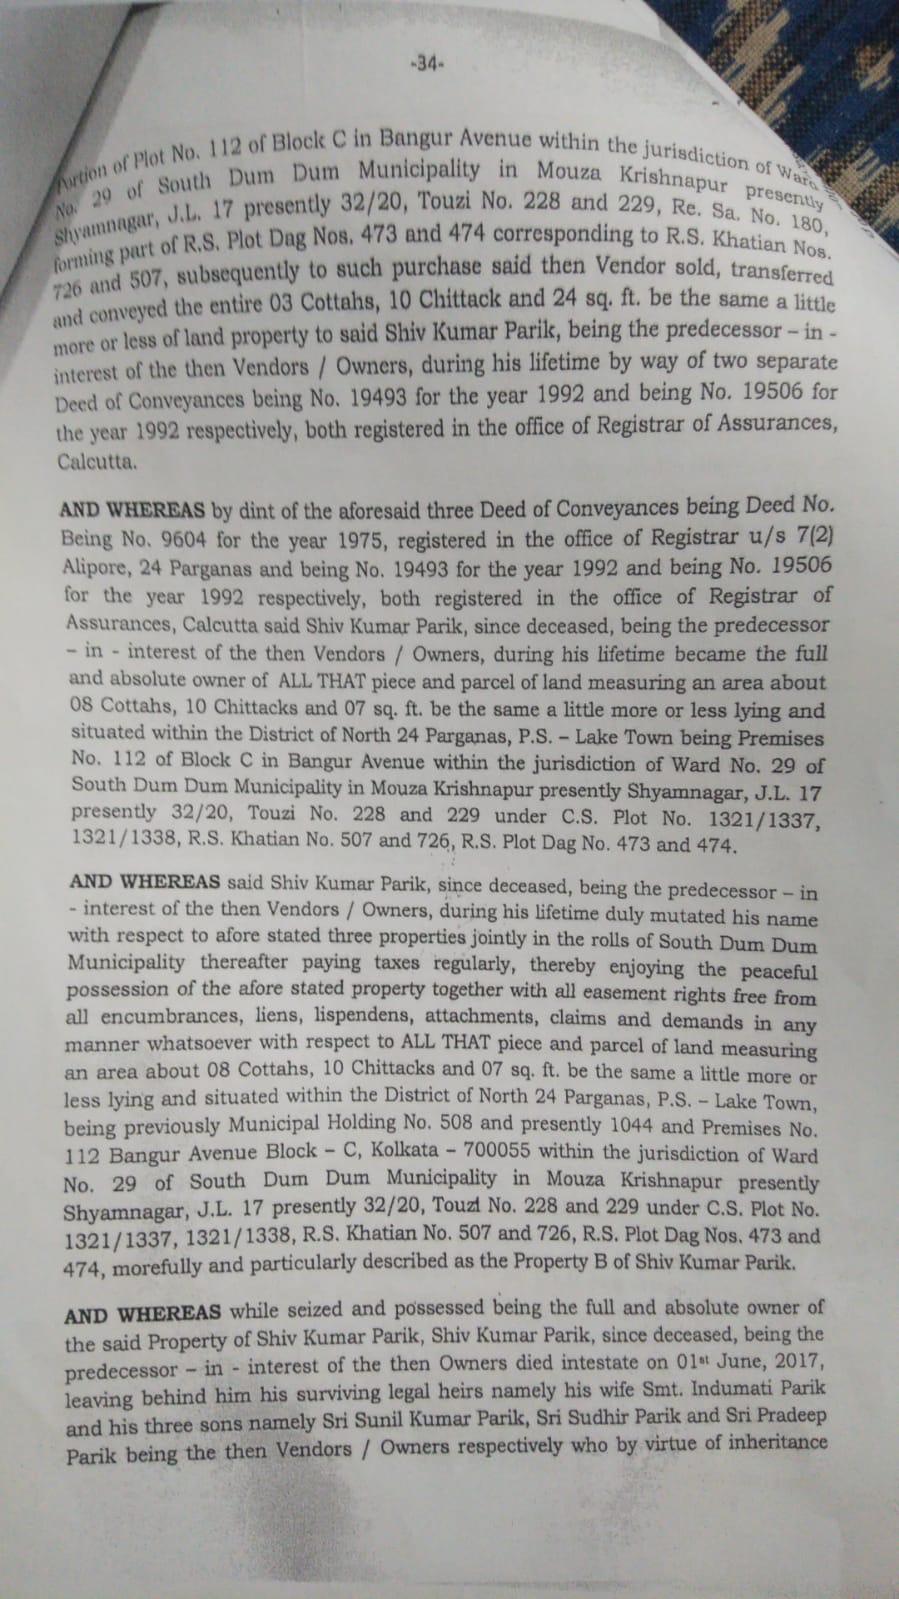 -34-
Portion of Plot No. 112 of Block C in Bangur Avenue within the jurisdiction of Ward
No. 29 of South Dum Dum Municipality in Mouza Krishnapur presently
Shyamnagar, J.L. 17 presently 32/20, Touzi No. 228 and 229, Re. Sa. No. 180,
forming part of R.S. Plot Dag Nos. 473 and 474 corresponding to R.S. Khatian Nos.
726 and 507, subsequently to such purchase said then Vendor sold, transferred
and conveyed the entire 03 Cottahs, 10 Chittack and 24 sq. ft. be the same a little
more or less of land property to said Shiv Kumar Parik, being the predecessor – in -
interest of the then Vendors / Owners, during his lifetime by way of two separate
Deed of Conveyances being No. 19493 for the year 1992 and being No. 19506 for
the year 1992 respectively, both registered in the office of Registrar of Assurances,
Calcutta.
AND WHEREAS by dint of the aforesaid three Deed of Conveyances being Deed No.
Being No. 9604 for the year 1975, registered in the office of Registrar u/s 7(2)
Alipore, 24 Parganas and being No. 19493 for the year 1992 and being No. 19506
for the year 1992 respectively, both registered in the office of Registrar of
Assurances, Calcutta said Shiv Kumar Parik, since deceased, being the predecessor
– in - interest of the then Vendors / Owners, during his lifetime became the full
and absolute owner of ALL THAT piece and parcel of land measuring an area about
08 Cottahs, 10 Chittacks and 07 sq. ft. be the same a little more or less lying and
situated within the District of North 24 Parganas, P.S. – Lake Town being Premises
No. 112 of Block C in Bangur Avenue within the jurisdiction of Ward No. 29 of
South Dum Dum Municipality in Mouza Krishnapur presently Shyamnagar, J.L. 17
presently 32/20, Touzi No. 228 and 229 under C.S. Plot No. 1321/1337,
1321/1338, R.S. Khatian No. 507 and 726, R.S. Plot Dag No. 473 and 474.
AND WHEREAS said Shiv Kumar Parik, since deceased, being the predecessor – in
- interest of the then Vendors / Owners, during his lifetime duly mutated his name
with respect to afore stated three properties jointly in the rolls of South Dum Dum
Municipality thereafter paying taxes regularly, thereby enjoying the peaceful
possession of the afore stated property together with all easement rights free from
all encumbrances, liens, lispendens, attachments, claims and demands in any
manner whatsoever with respect to ALL THAT piece and parcel of land measuring
an area about 08 Cottahs, 10 Chittacks and 07 sq. ft. be the same a little more or
less lying and situated within the District of North 24 Parganas, P.S. – Lake Town,
being previously Municipal Holding No. 508 and presently 1044 and Premises No.
112 Bangur Avenue Block – C, Kolkata – 700055 within the jurisdiction of Ward
No. 29 of South Dum Dum Municipality in Mouza Krishnapur presently
Shyamnagar, J.L. 17 presently 32/20, Touzi No. 228 and 229 under C.S. Plot No.
1321/1337, 1321/1338, R.S. Khatian No. 507 and 726, R.S. Plot Dag Nos. 473 and
474, morefully and particularly described as the Property B of Shiv Kumar Parik.
AND WHEREAS while seized and possessed being the full and absolute owner of
the said Property of Shiv Kumar Parik, Shiv Kumar Parik, since deceased, being the
predecessor – in - interest of the then Owners died intestate on 01st June, 2017,
leaving behind him his surviving legal heirs namely his wife Smt. Indumati Parik
and his three sons namely Sri Sunil Kumar Parik, Sri Sudhir Parik and Sri Pradeep
Parik being the then Vendors / Owners respectively who by virtue of inheritance